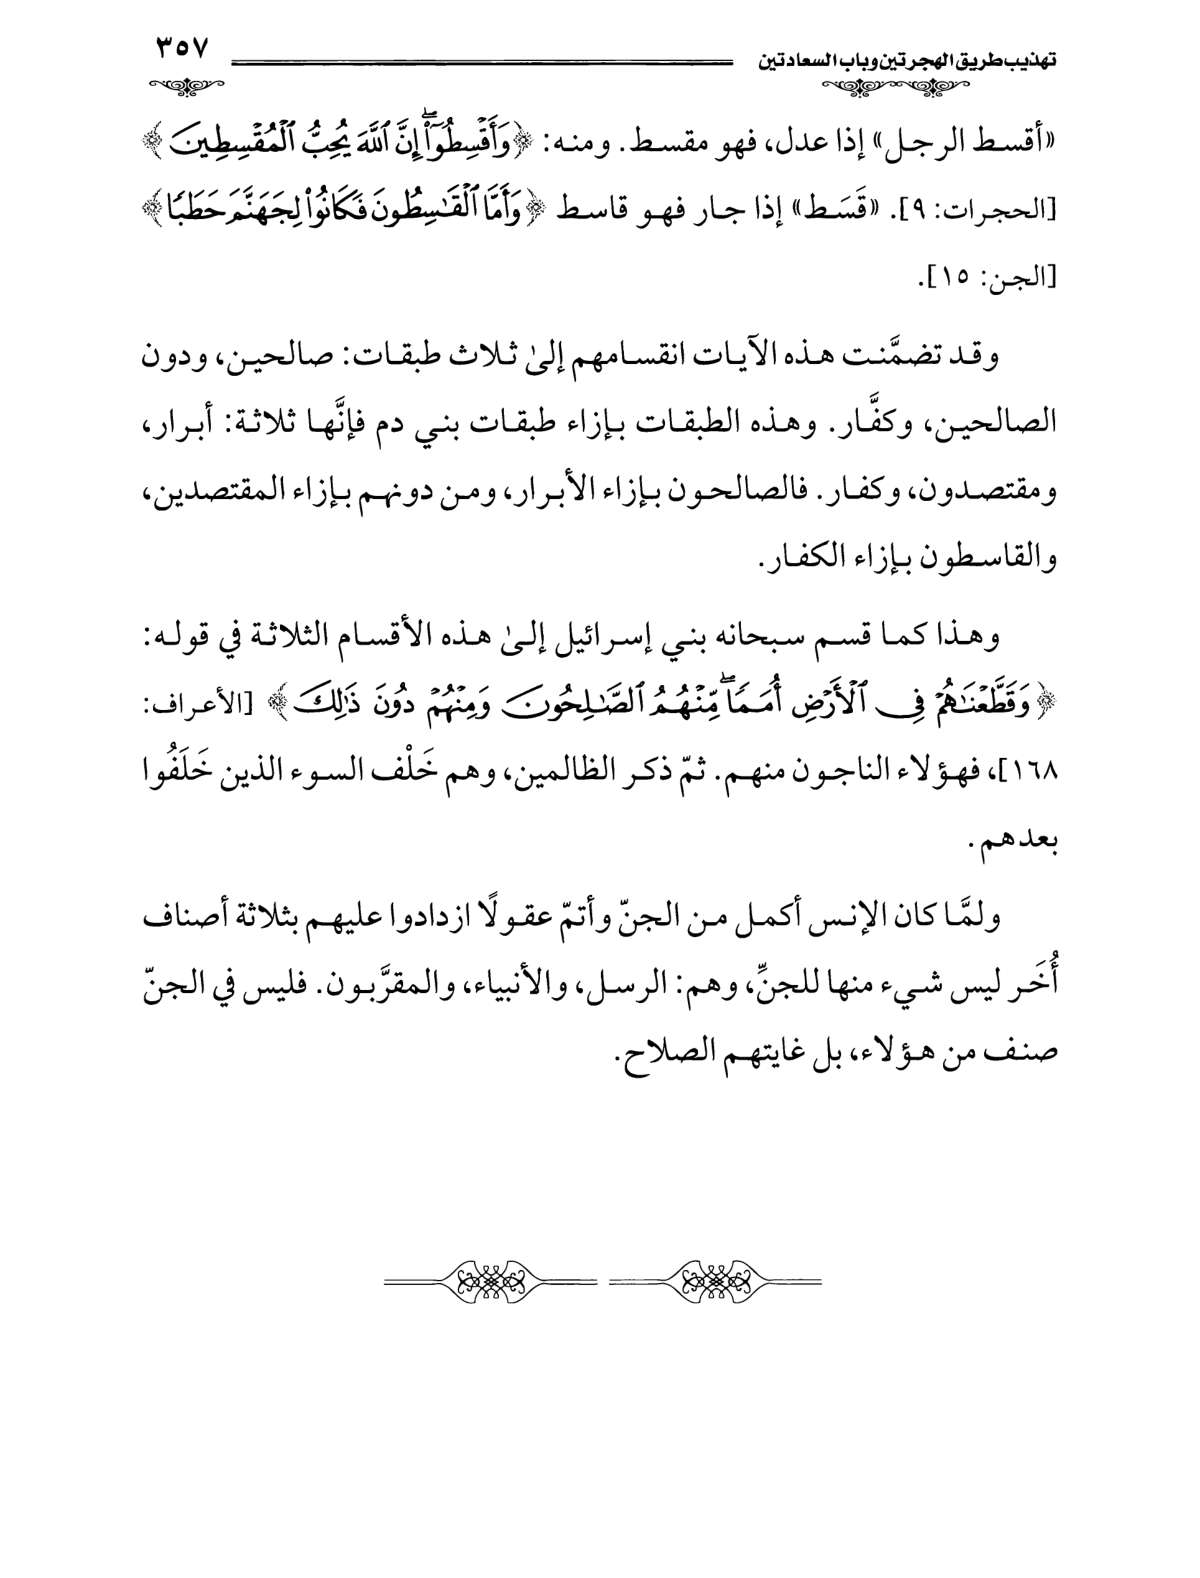 تهذيب طريق الهجرتين وباب السعادتين ٣٥٧
«أقسط الرجل» إذا عدل، فهو مقسط. ومنه: ﴿وَأَقْسِطُوٓا۟ ۖ إِنَّ ٱللَّهَ يُحِبُّ ٱلْمُقْسِطِينَ﴾
[الحجرات: ٩]. «قَسَط» إذا جار فهو قاسط ﴿وَأَمَّا ٱلْقَـٰسِطُونَ فَكَانُوا۟ لِجَهَنَّمَ حَطَبًا﴾
[الجن: ١٥].
وقد تضمَّنت هذه الآيات انقسامهم إلىٰ ثلاث طبقات: صالحين، ودون
الصالحين، وكفَّار. وهذه الطبقات بإزاء طبقات بني دم فإنَّها ثلاثة: أبرار،
ومقتصدون، وكفار. فالصالحون بإزاء الأبرار، ومن دونهم بإزاء المقتصدين،
والقاسطون بإزاء الكفار.
وهذا كما قسم سبحانه بني إسرائيل إلىٰ هذه الأقسام الثلاثة في قوله:
﴿وَقَطَّعْنَـٰهُمْ فِى ٱلْأَرْضِ أُمَمًا ۖ مِّنْهُمُ ٱلصَّـٰلِحُونَ وَمِنْهُمْ دُونَ ذَٰلِكَ﴾ [الأعراف:
١٦٨]، فهؤلاء الناجون منهم. ثمّ ذكر الظالمين، وهم خَلْف السوء الذين خَلَفُوا
بعدهم.
ولمَّا كان الإنس أكمل من الجنّ وأتمّ عقولًا ازدادوا عليهم بثلاثة أصناف
أُخَر ليس شيء منها للجنِّ، وهم: الرسل، والأنبياء، والمقرَّبون. فليس في الجنّ
صنف من هؤلاء، بل غايتهم الصلاح.